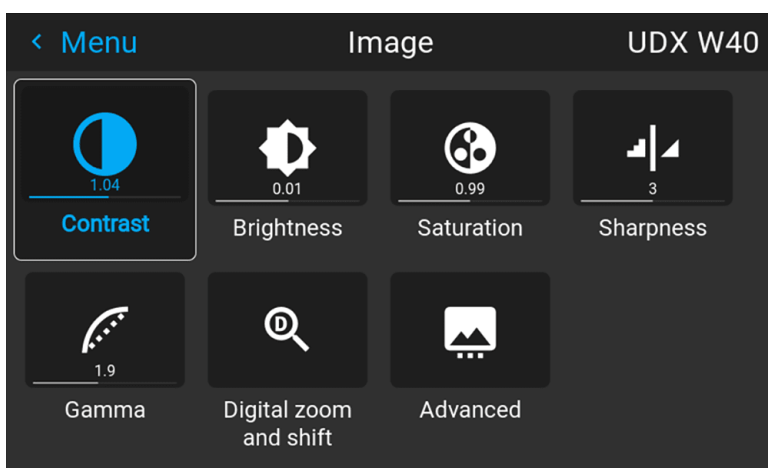 Menu Image UDX W40
1.04 0.01 0.99 3
Contrast Brightness Saturation Sharpness
1.9 D
Gamma Digital zoom Advanced
and shift